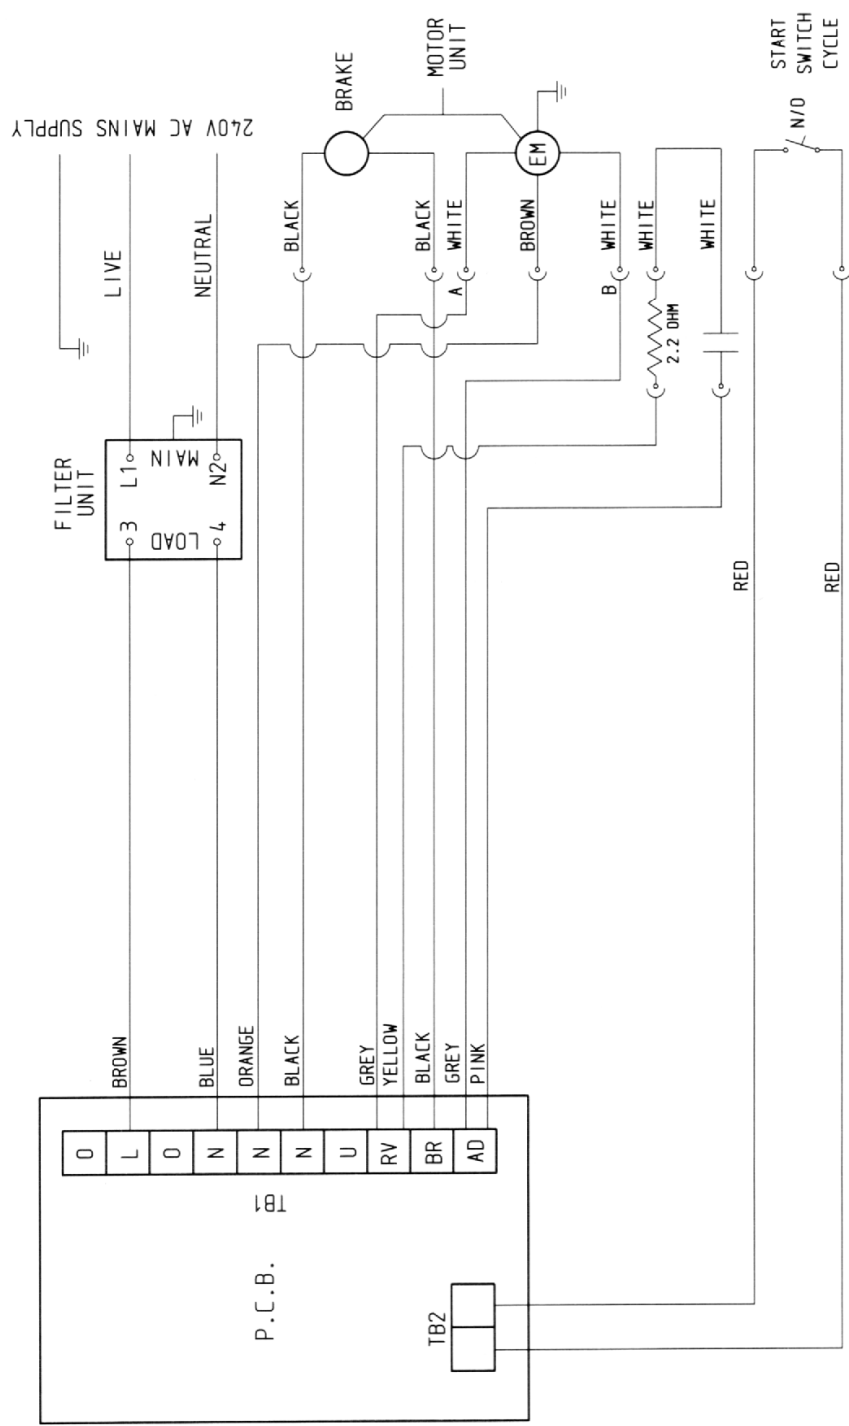 240V AC MAINS SUPPLY
LIVE
NEUTRAL
FILTER
UNIT
L1
MAIN
N2
3
LOAD
4
BRAKE
MOTOR
UNIT
EM
START
SWITCH
CYCLE
N/O
BLACK
BLACK
WHITE
BROWN
WHITE
WHITE
WHITE
A
B
2.2 OHM
RED
RED
BROWN
BLUE
ORANGE
BLACK
GREY
YELLOW
BLACK
GREY
PINK
O
L
O
N
N
N
U
RV
BR
AD
TB1
P.C.B.
TB2